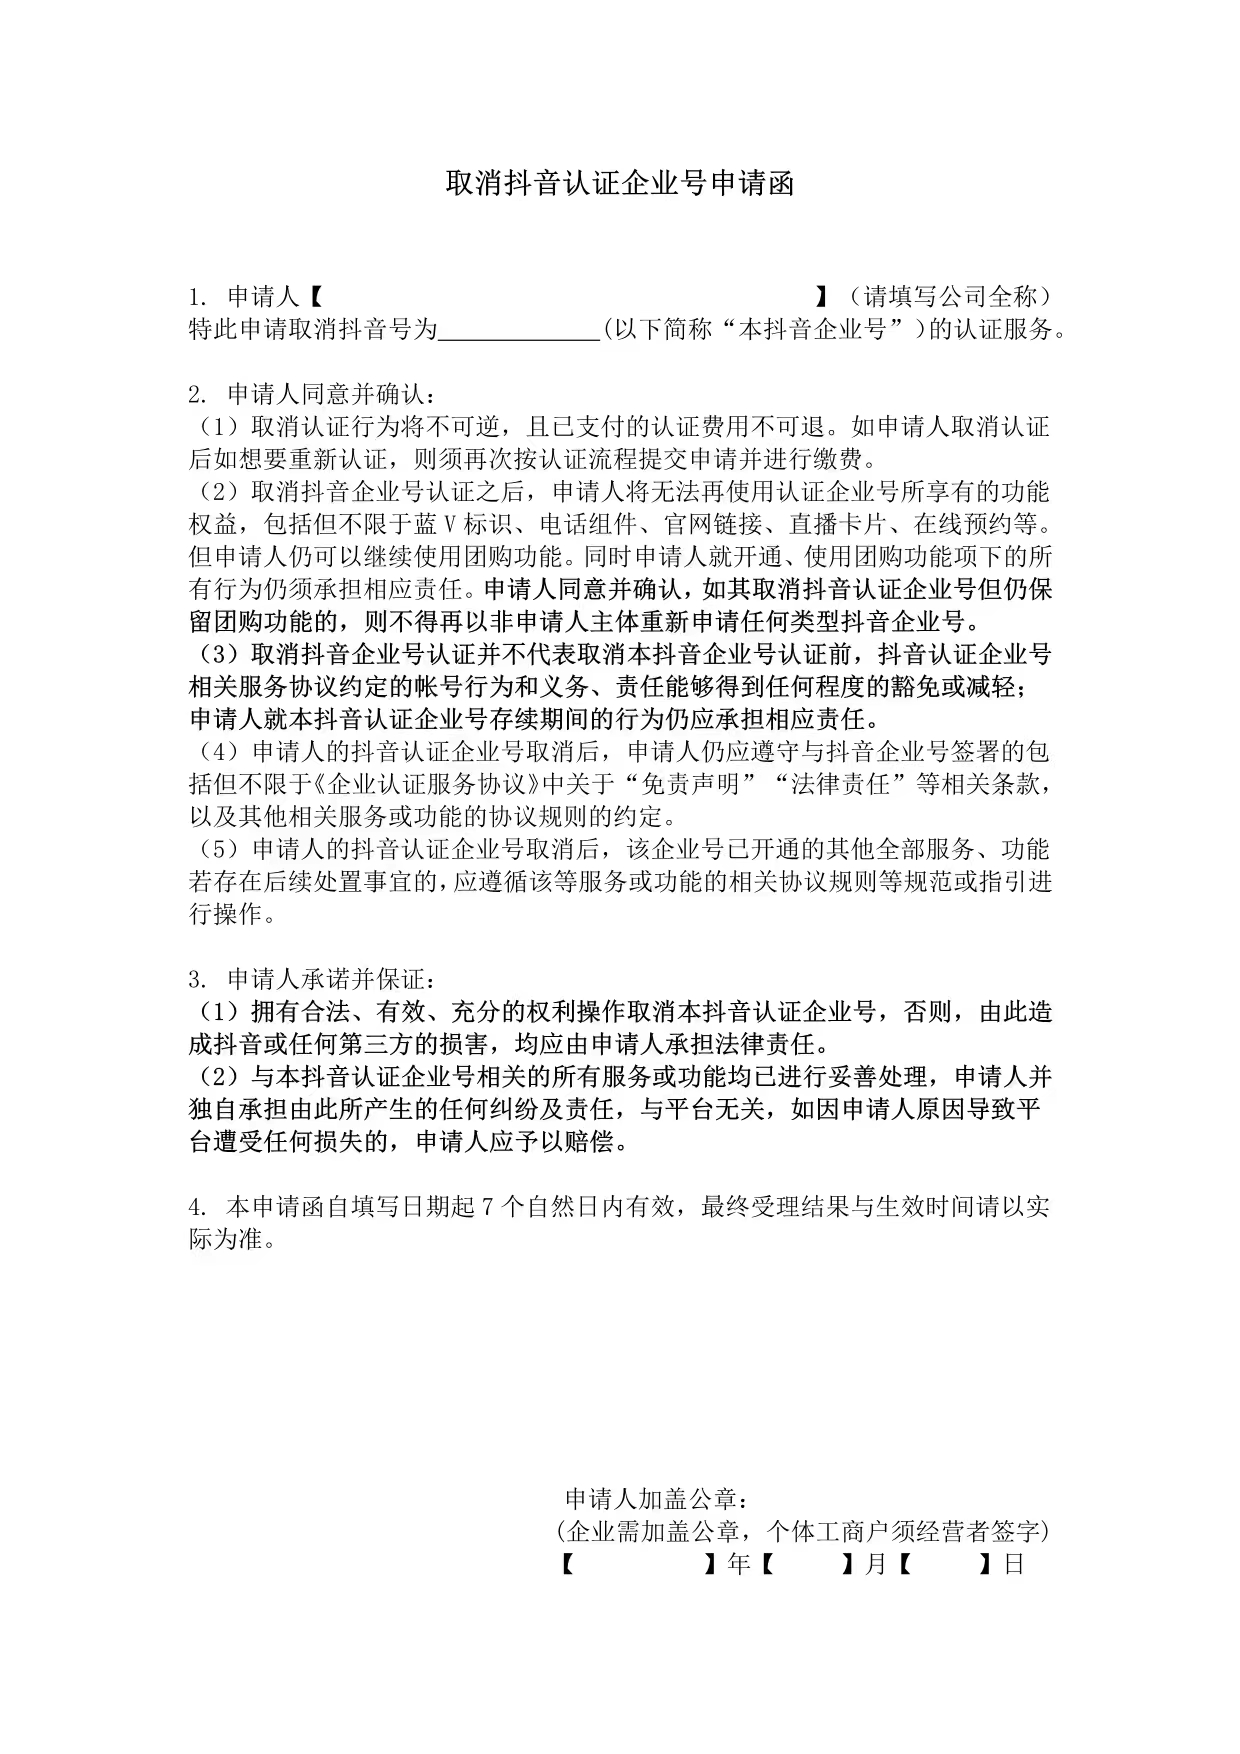 取消抖音认证企业号申请函
1. 申请人【 】（请填写公司全称）
特此申请取消抖音号为____________(以下简称“本抖音企业号”)的认证服务。
2. 申请人同意并确认：
（1）取消认证行为将不可逆，且已支付的认证费用不可退。如申请人取消认证
后如想要重新认证，则须再次按认证流程提交申请并进行缴费。
（2）取消抖音企业号认证之后，申请人将无法再使用认证企业号所享有的功能
权益，包括但不限于蓝 V 标识、电话组件、官网链接、直播卡片、在线预约等。
但申请人仍可以继续使用团购功能。同时申请人就开通、使用团购功能项下的所
有行为仍须承担相应责任。申请人同意并确认，如其取消抖音认证企业号但仍保
留团购功能的，则不得再以非申请人主体重新申请任何类型抖音企业号。
（3）取消抖音企业号认证并不代表取消本抖音企业号认证前，抖音认证企业号
相关服务协议约定的帐号行为和义务、责任能够得到任何程度的豁免或减轻；
申请人就本抖音认证企业号存续期间的行为仍应承担相应责任。
（4）申请人的抖音认证企业号取消后，申请人仍应遵守与抖音企业号签署的包
括但不限于《企业认证服务协议》中关于“免责声明”“法律责任”等相关条款，
以及其他相关服务或功能的协议规则的约定。
（5）申请人的抖音认证企业号取消后，该企业号已开通的其他全部服务、功能
若存在后续处置事宜的，应遵循该等服务或功能的相关协议规则等规范或指引进
行操作。
3. 申请人承诺并保证：
（1）拥有合法、有效、充分的权利操作取消本抖音认证企业号，否则，由此造
成抖音或任何第三方的损害，均应由申请人承担法律责任。
（2）与本抖音认证企业号相关的所有服务或功能均已进行妥善处理，申请人并
独自承担由此所产生的任何纠纷及责任，与平台无关，如因申请人原因导致平
台遭受任何损失的，申请人应予以赔偿。
4. 本申请函自填写日期起 7 个自然日内有效，最终受理结果与生效时间请以实
际为准。
申请人加盖公章：
(企业需加盖公章，个体工商户须经营者签字)
【 】年【 】月【 】日